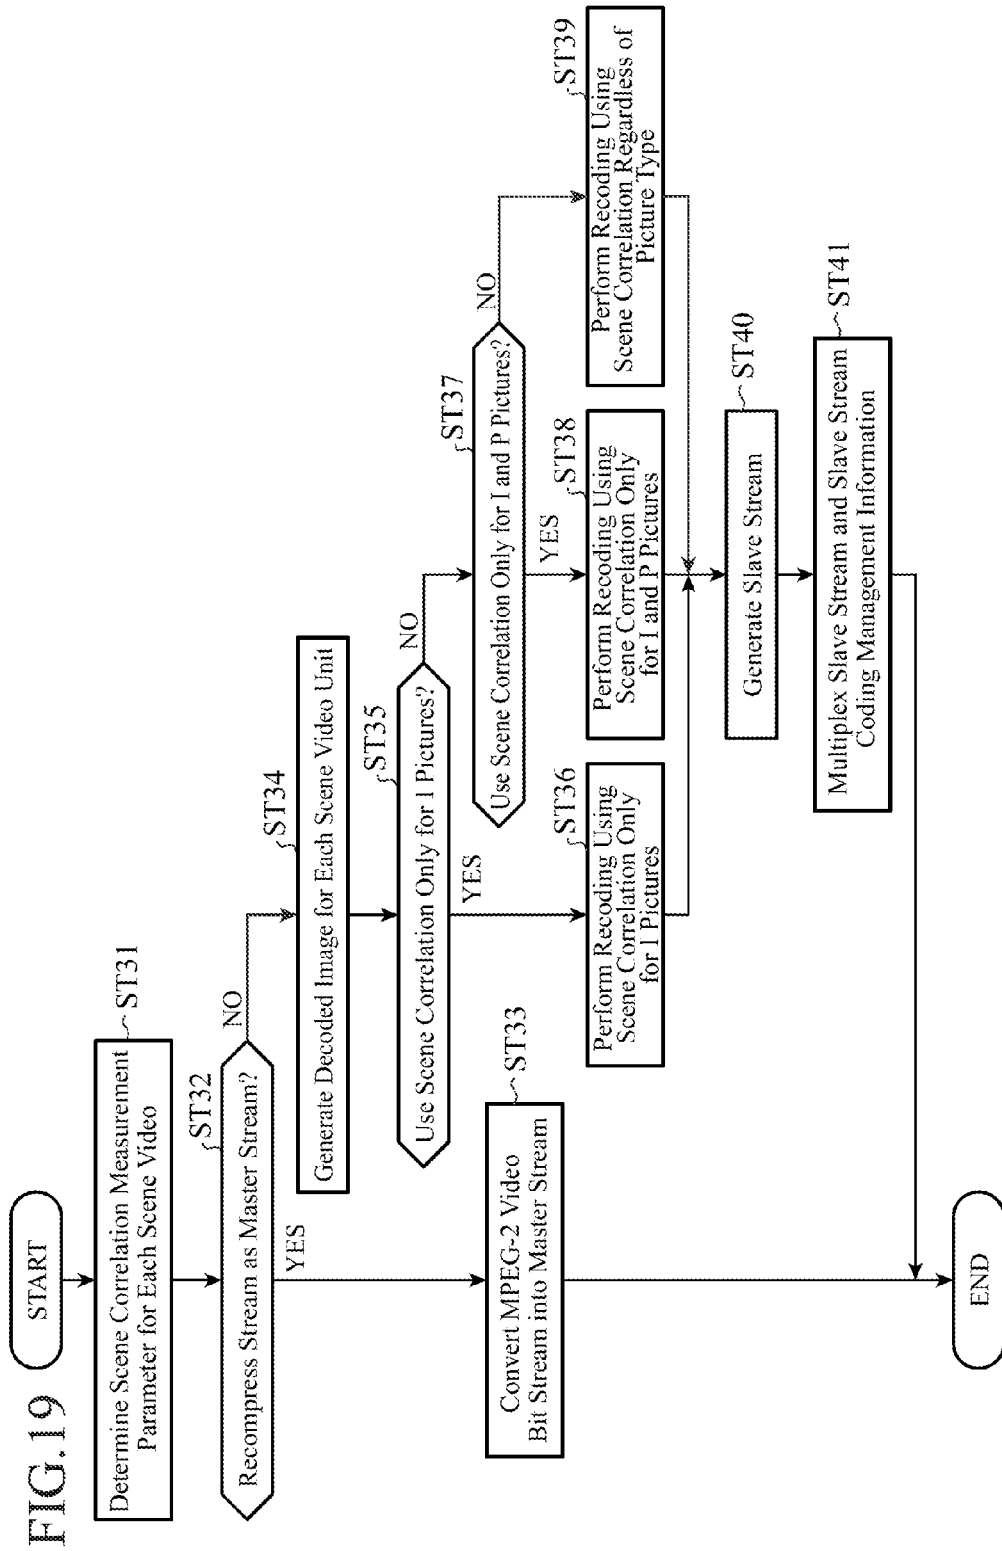 FIG.19
START
Determine Scene Correlation Measurement
Parameter for Each Scene Video
ST31
ST32
Recompress Stream as Master Stream?
NO
YES
Convert MPEG-2 Video
Bit Stream into Master Stream
ST33
ST34
Generate Decoded Image for Each Scene Video Unit
ST35
Use Scene Correlation Only for I Pictures?
NO
YES
ST36
Perform Recoding Using
Scene Correlation Only
for I Pictures
ST37
Use Scene Correlation Only for I and P Pictures?
NO
YES
ST38
Perform Recoding Using
Scene Correlation Only
for I and P Pictures
ST39
Perform Recoding Using
Scene Correlation Regardless of
Picture Type
ST40
Generate Slave Stream
ST41
Multiplex Slave Stream and Slave Stream
Coding Management Information
END